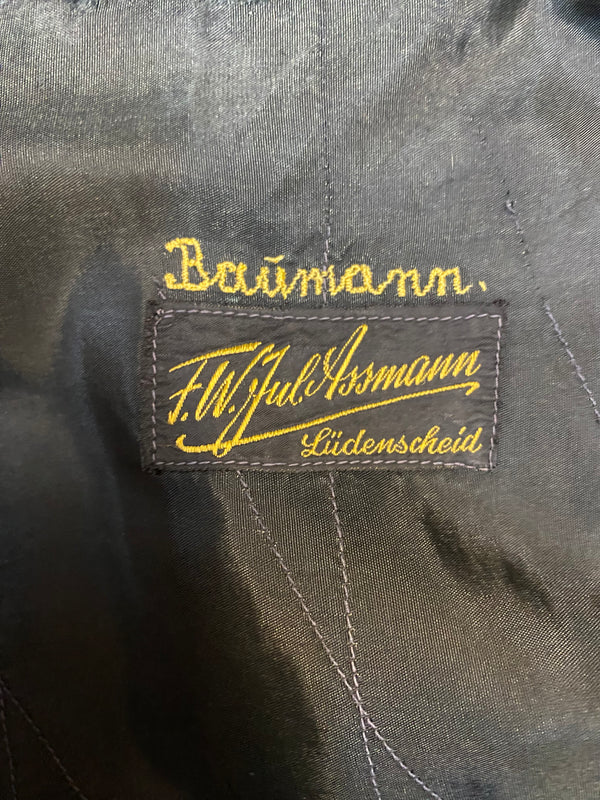 Baumann.
F.W. Jul. Assmann
Lüdenscheid